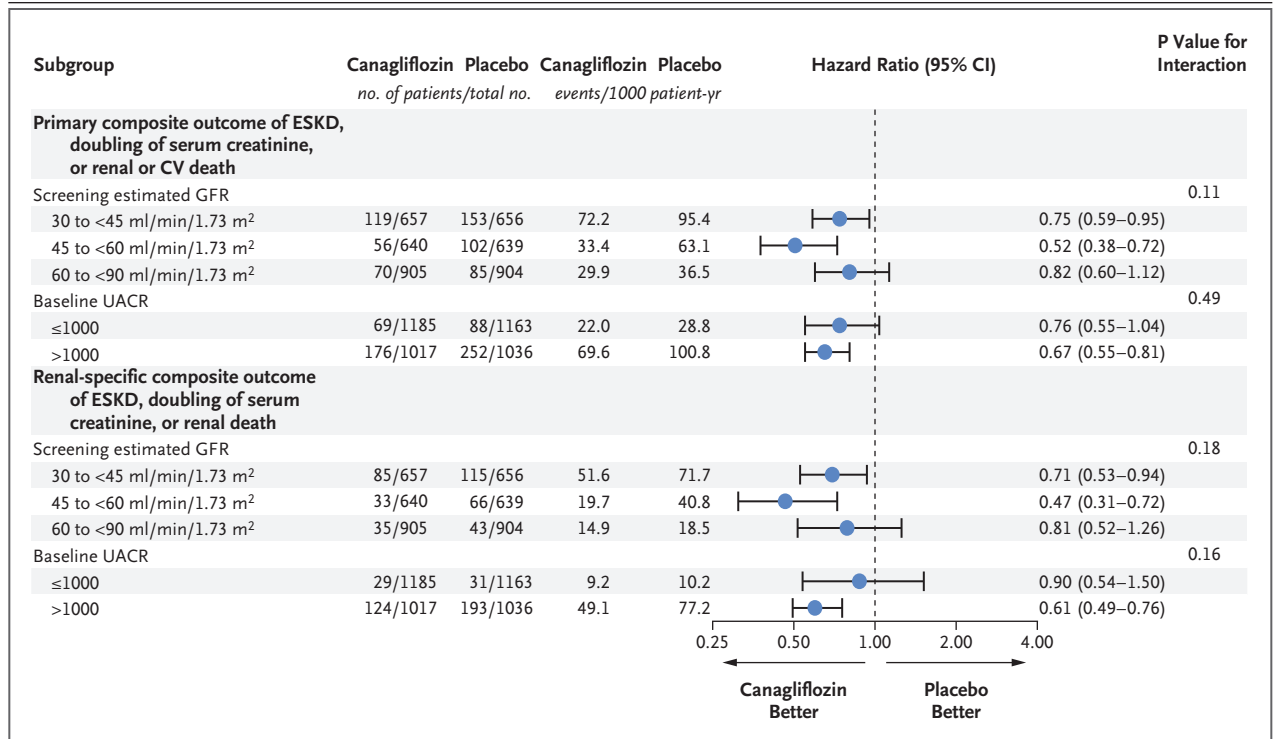 Subgroup Canagliflozin Placebo Canagliflozin Placebo Hazard Ratio (95% CI) P Value for Interaction
no. of patients/total no. events/1000 patient-yr
Primary composite outcome of ESKD,
doubling of serum creatinine,
or renal or CV death
Screening estimated GFR 0.11
30 to <45 ml/min/1.73 m² 119/657 153/656 72.2 95.4 0.75 (0.59–0.95)
45 to <60 ml/min/1.73 m² 56/640 102/639 33.4 63.1 0.52 (0.38–0.72)
60 to <90 ml/min/1.73 m² 70/905 85/904 29.9 36.5 0.82 (0.60–1.12)
Baseline UACR 0.49
≤1000 69/1185 88/1163 22.0 28.8 0.76 (0.55–1.04)
>1000 176/1017 252/1036 69.6 100.8 0.67 (0.55–0.81)
Renal-specific composite outcome
of ESKD, doubling of serum
creatinine, or renal death
Screening estimated GFR 0.18
30 to <45 ml/min/1.73 m² 85/657 115/656 51.6 71.7 0.71 (0.53–0.94)
45 to <60 ml/min/1.73 m² 33/640 66/639 19.7 40.8 0.47 (0.31–0.72)
60 to <90 ml/min/1.73 m² 35/905 43/904 14.9 18.5 0.81 (0.52–1.26)
Baseline UACR 0.16
≤1000 29/1185 31/1163 9.2 10.2 0.90 (0.54–1.50)
>1000 124/1017 193/1036 49.1 77.2 0.61 (0.49–0.76)
0.25 0.50 1.00 2.00 4.00
Canagliflozin Better Placebo Better